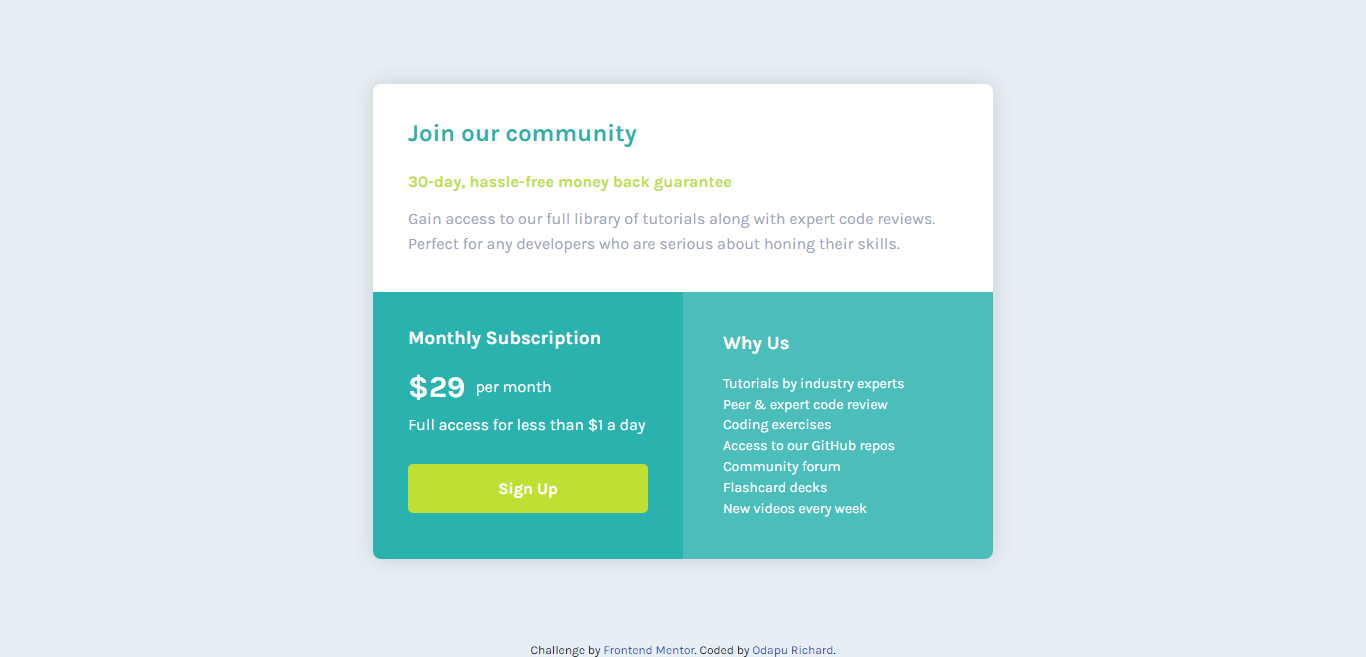 Join our community
30-day, hassle-free money back guarantee
Gain access to our full library of tutorials along with expert code reviews.
Perfect for any developers who are serious about honing their skills.
Monthly Subscription
$29 per month
Full access for less than $1 a day
Sign Up
Why Us
Tutorials by industry experts
Peer & expert code review
Coding exercises
Access to our GitHub repos
Community forum
Flashcard decks
New videos every week
Challenge by Frontend Mentor. Coded by Odapu Richard.